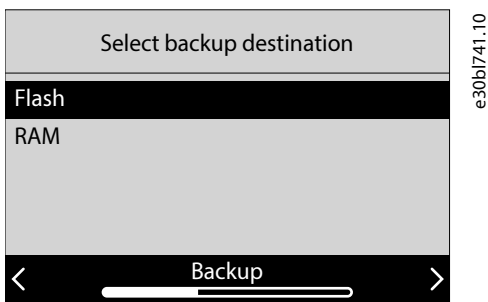 Select backup destination
Flash
RAM
Backup
e30bl741.10